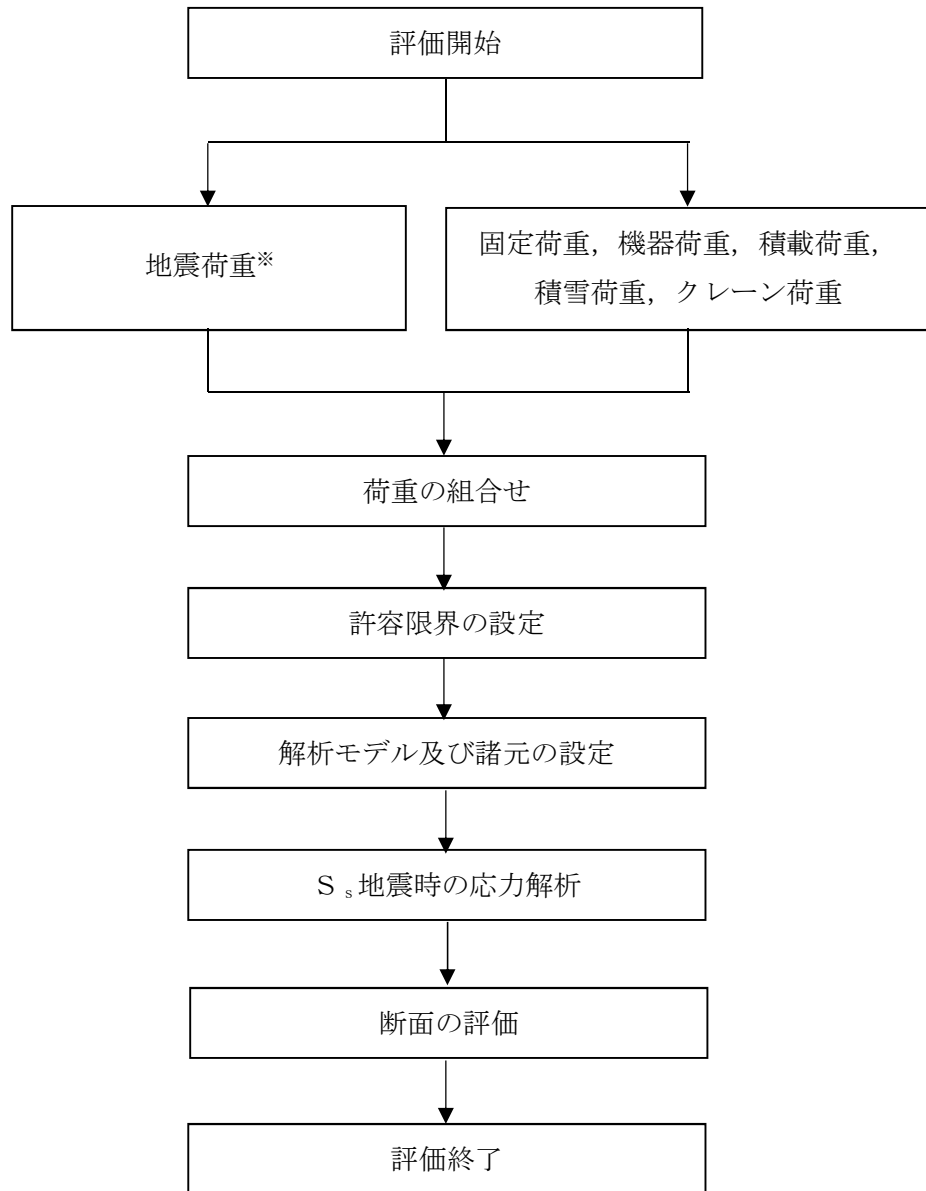 評価開始
地震荷重※
固定荷重，機器荷重，積載荷重，
積雪荷重，クレーン荷重
荷重の組合せ
許容限界の設定
解析モデル及び諸元の設定
Ｓｓ地震時の応力解析
断面の評価
評価終了